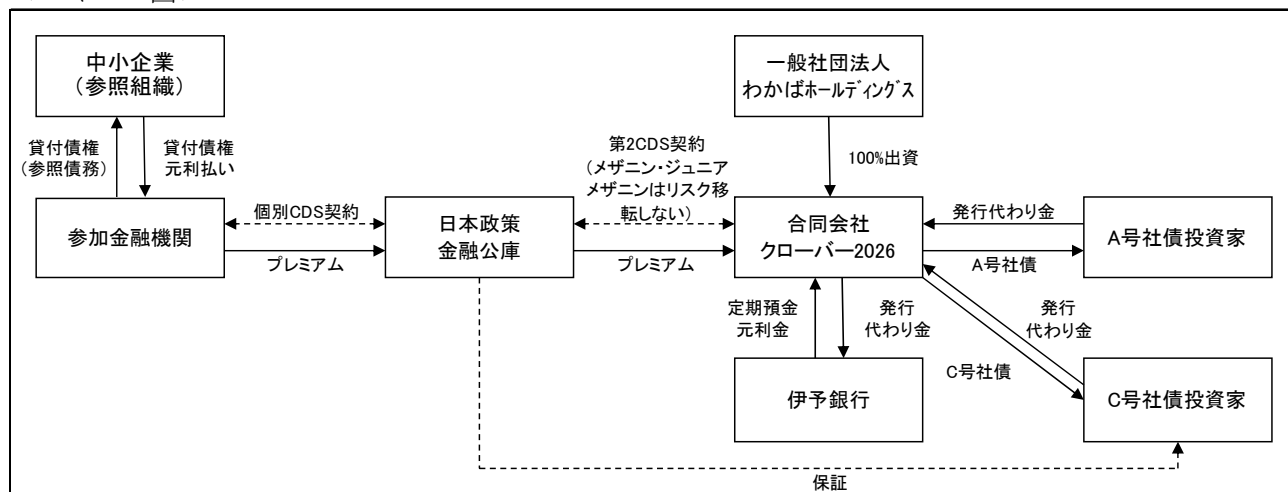 中小企業
(参照組織)
一般社団法人
わかばホールディングス
貸付債権
(参照債務)
貸付債権
元利払い
第2CDS契約
(メザニン・ジュニア
メザニンはリスク移
転しない)
100%出資
参加金融機関
個別CDS契約
プレミアム
日本政策
金融公庫
プレミアム
合同会社
クローバー2026
発行代わり金
A号社債
A号社債投資家
定期預金
元利金
発行
代わり金
発行
代わり金
C号社債
伊予銀行
C号社債投資家
保証